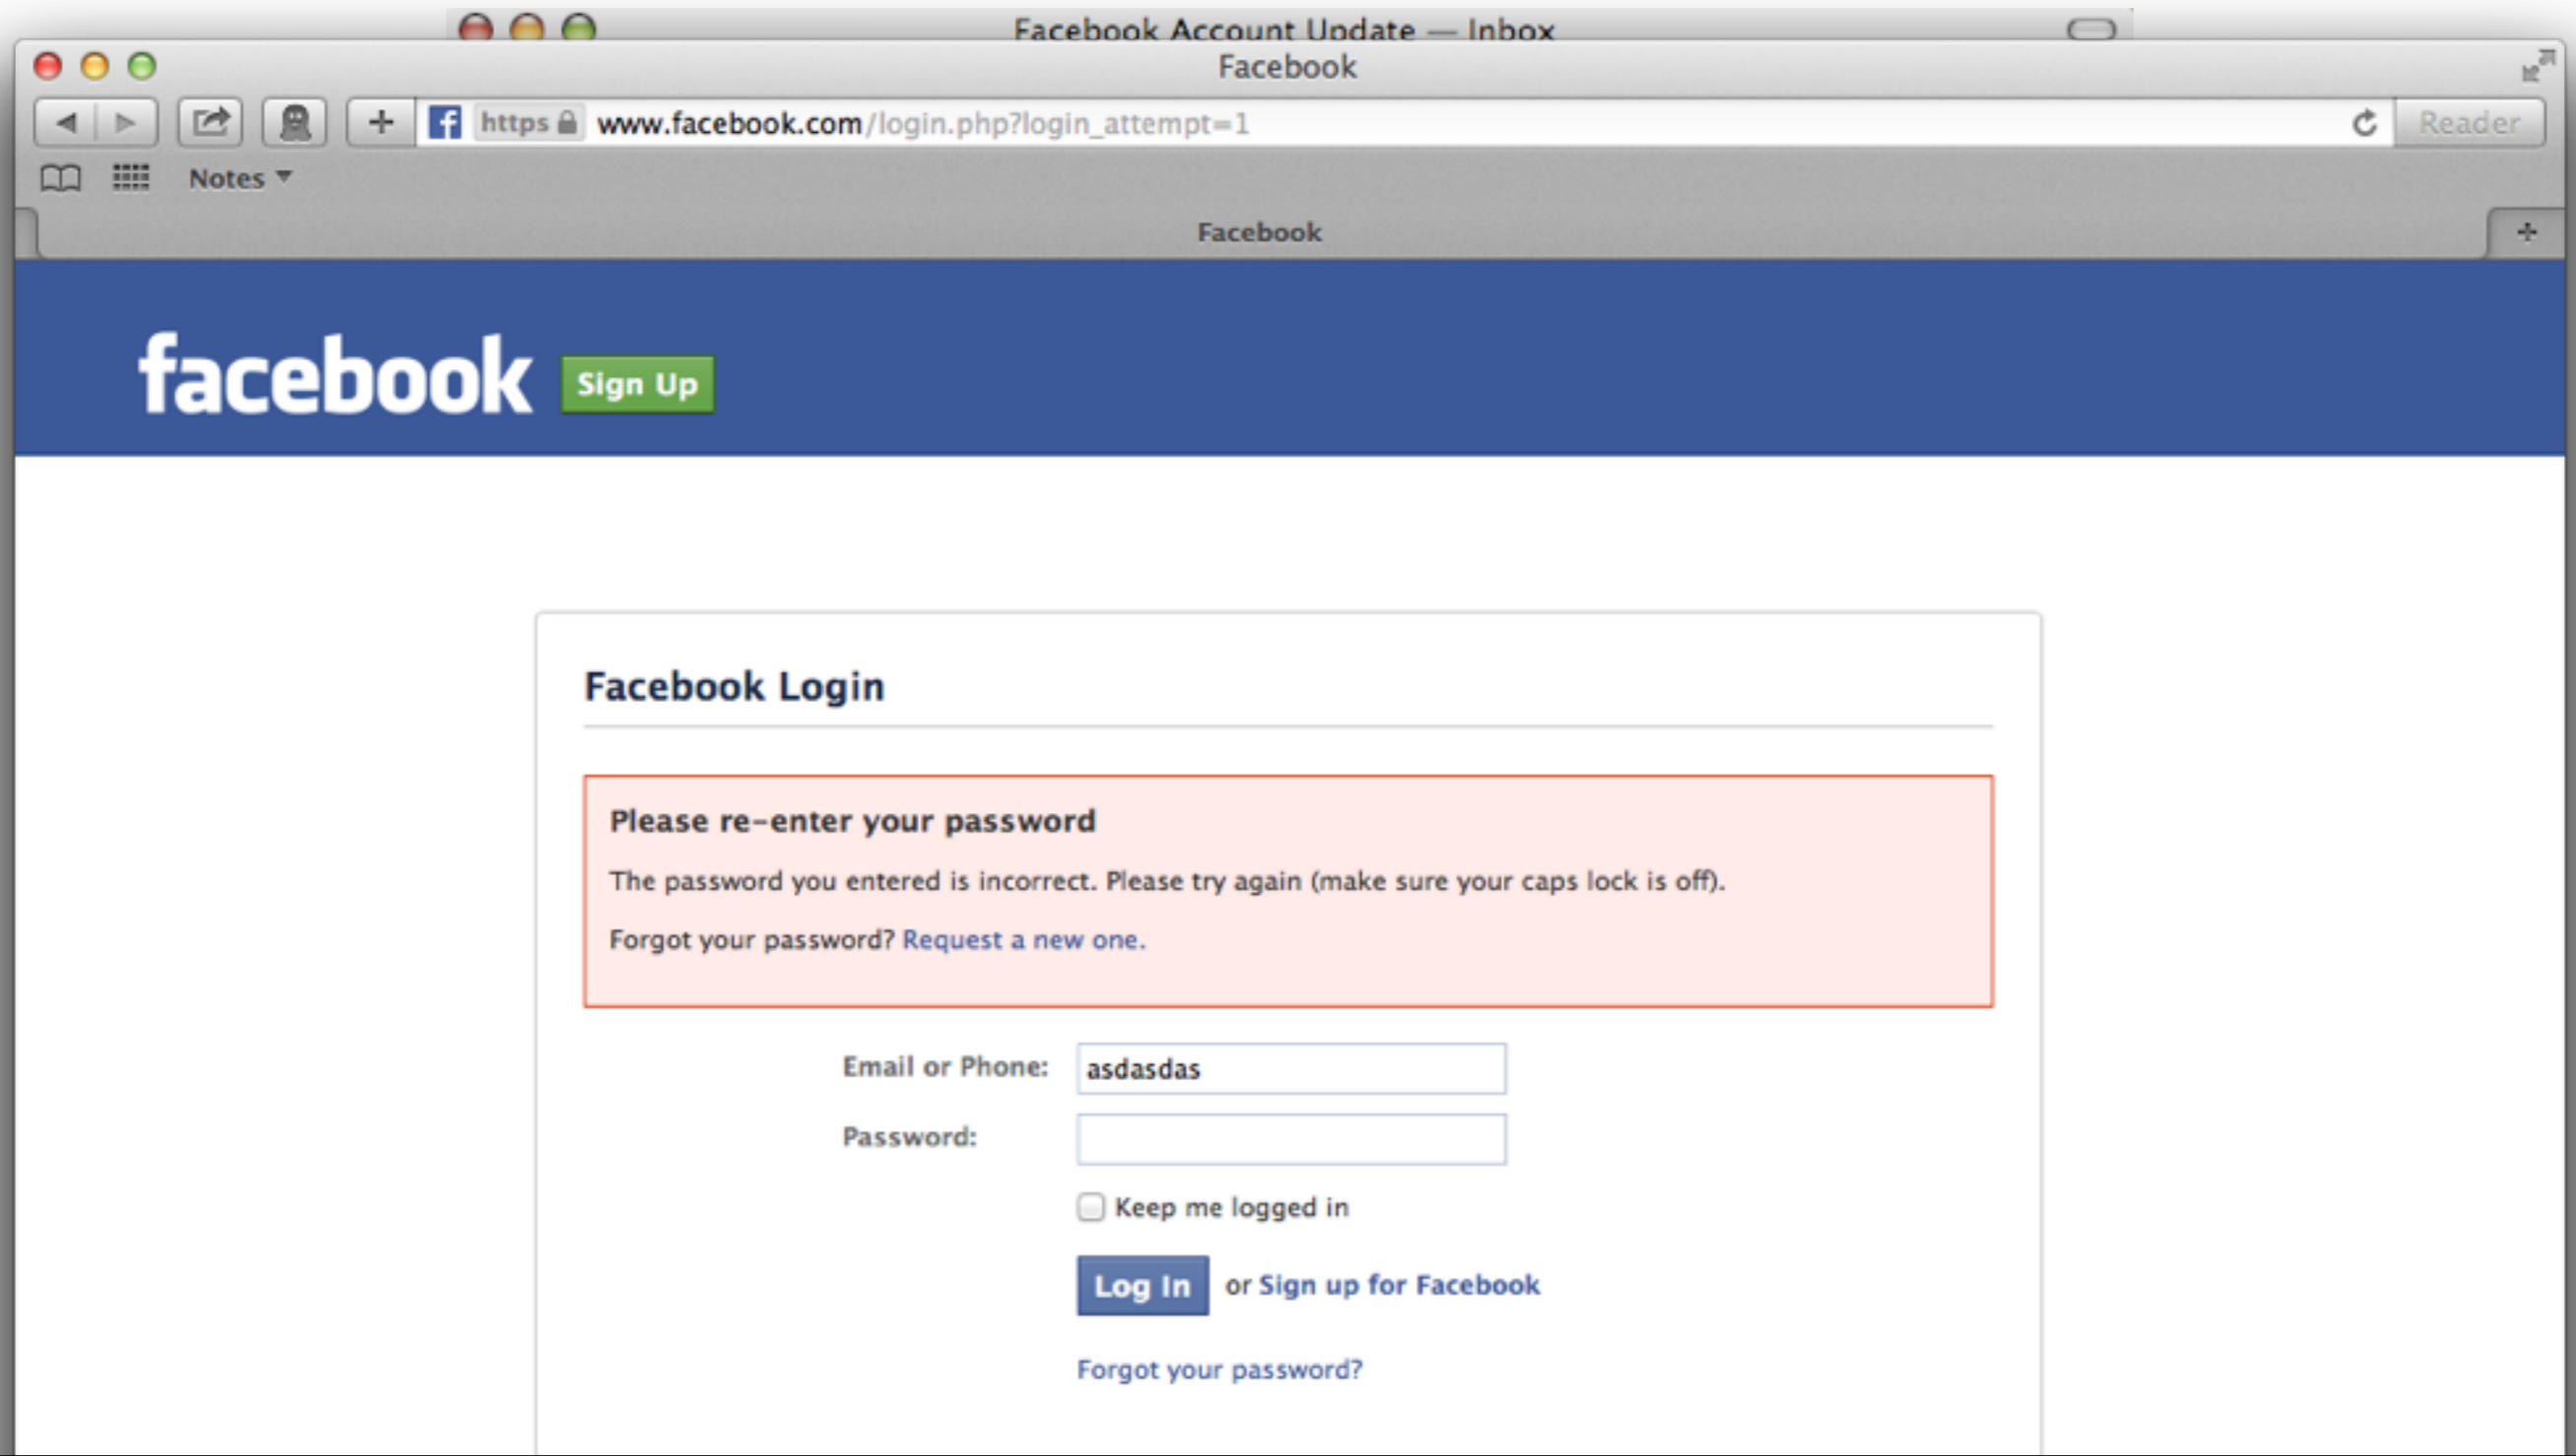 Facebook Account Update — Inbox
Facebook
https www.facebook.com/login.php?login_attempt=1
Reader
Notes
Facebook
facebook Sign Up
Facebook Login
Please re-enter your password
The password you entered is incorrect. Please try again (make sure your caps lock is off).
Forgot your password? Request a new one.
Email or Phone: asdasdas
Password:
Keep me logged in
Log In or Sign up for Facebook
Forgot your password?